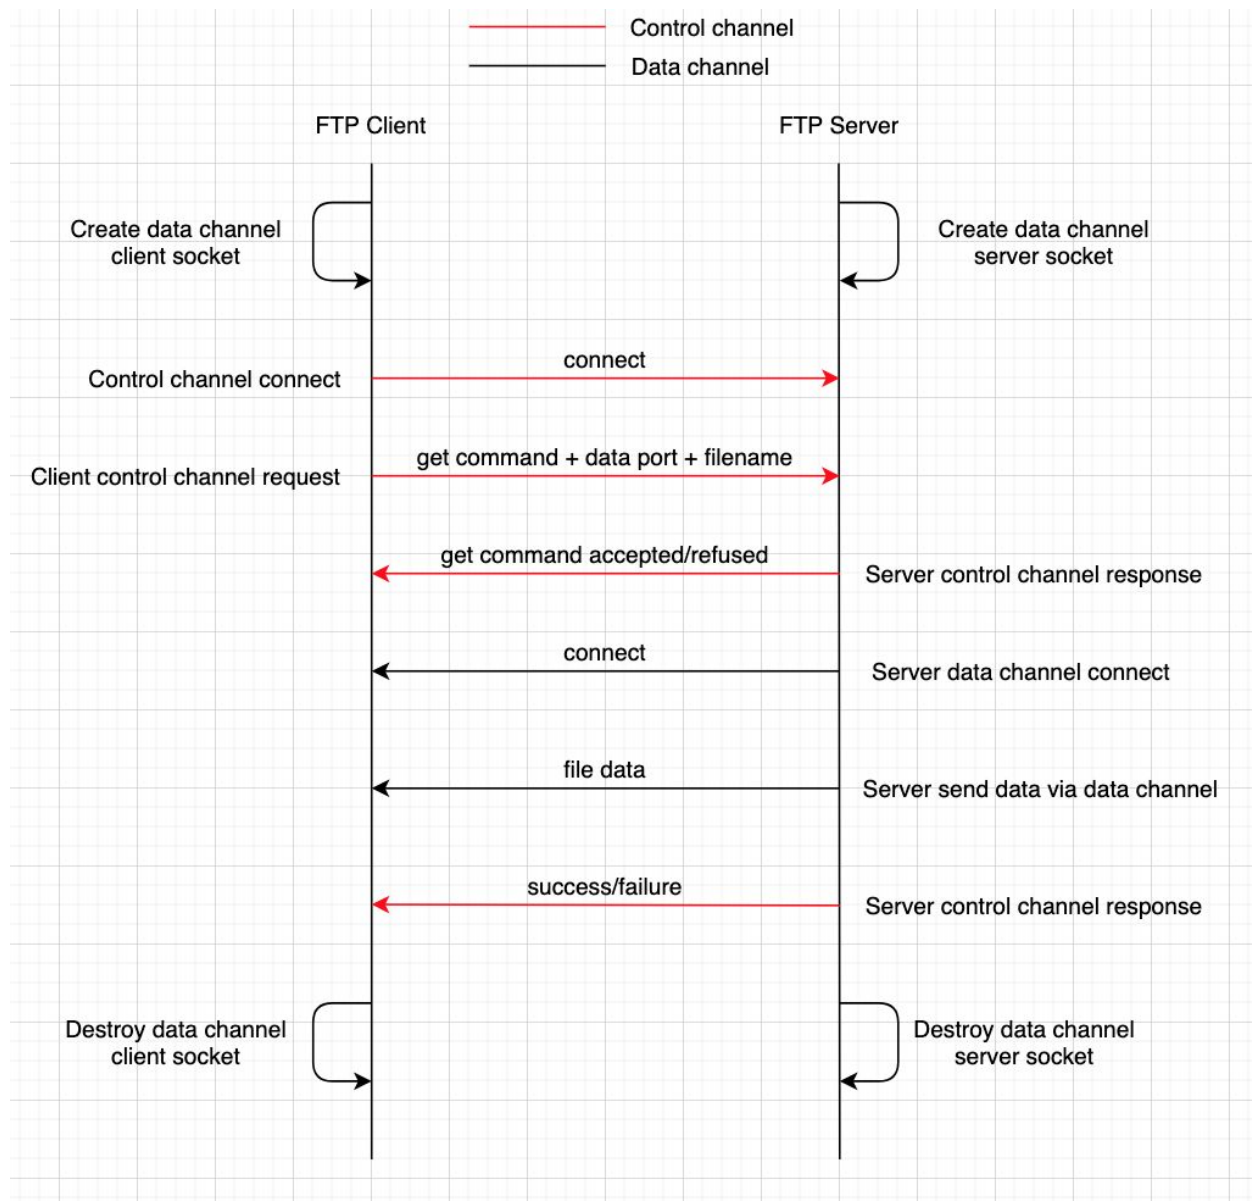 Control channel
Data channel
FTP Client
FTP Server
Create data channel
client socket
Create data channel
server socket
connect
Control channel connect
get command + data port + filename
Client control channel request
get command accepted/refused
Server control channel response
connect
Server data channel connect
file data
Server send data via data channel
success/failure
Server control channel response
Destroy data channel
client socket
Destroy data channel
server socket